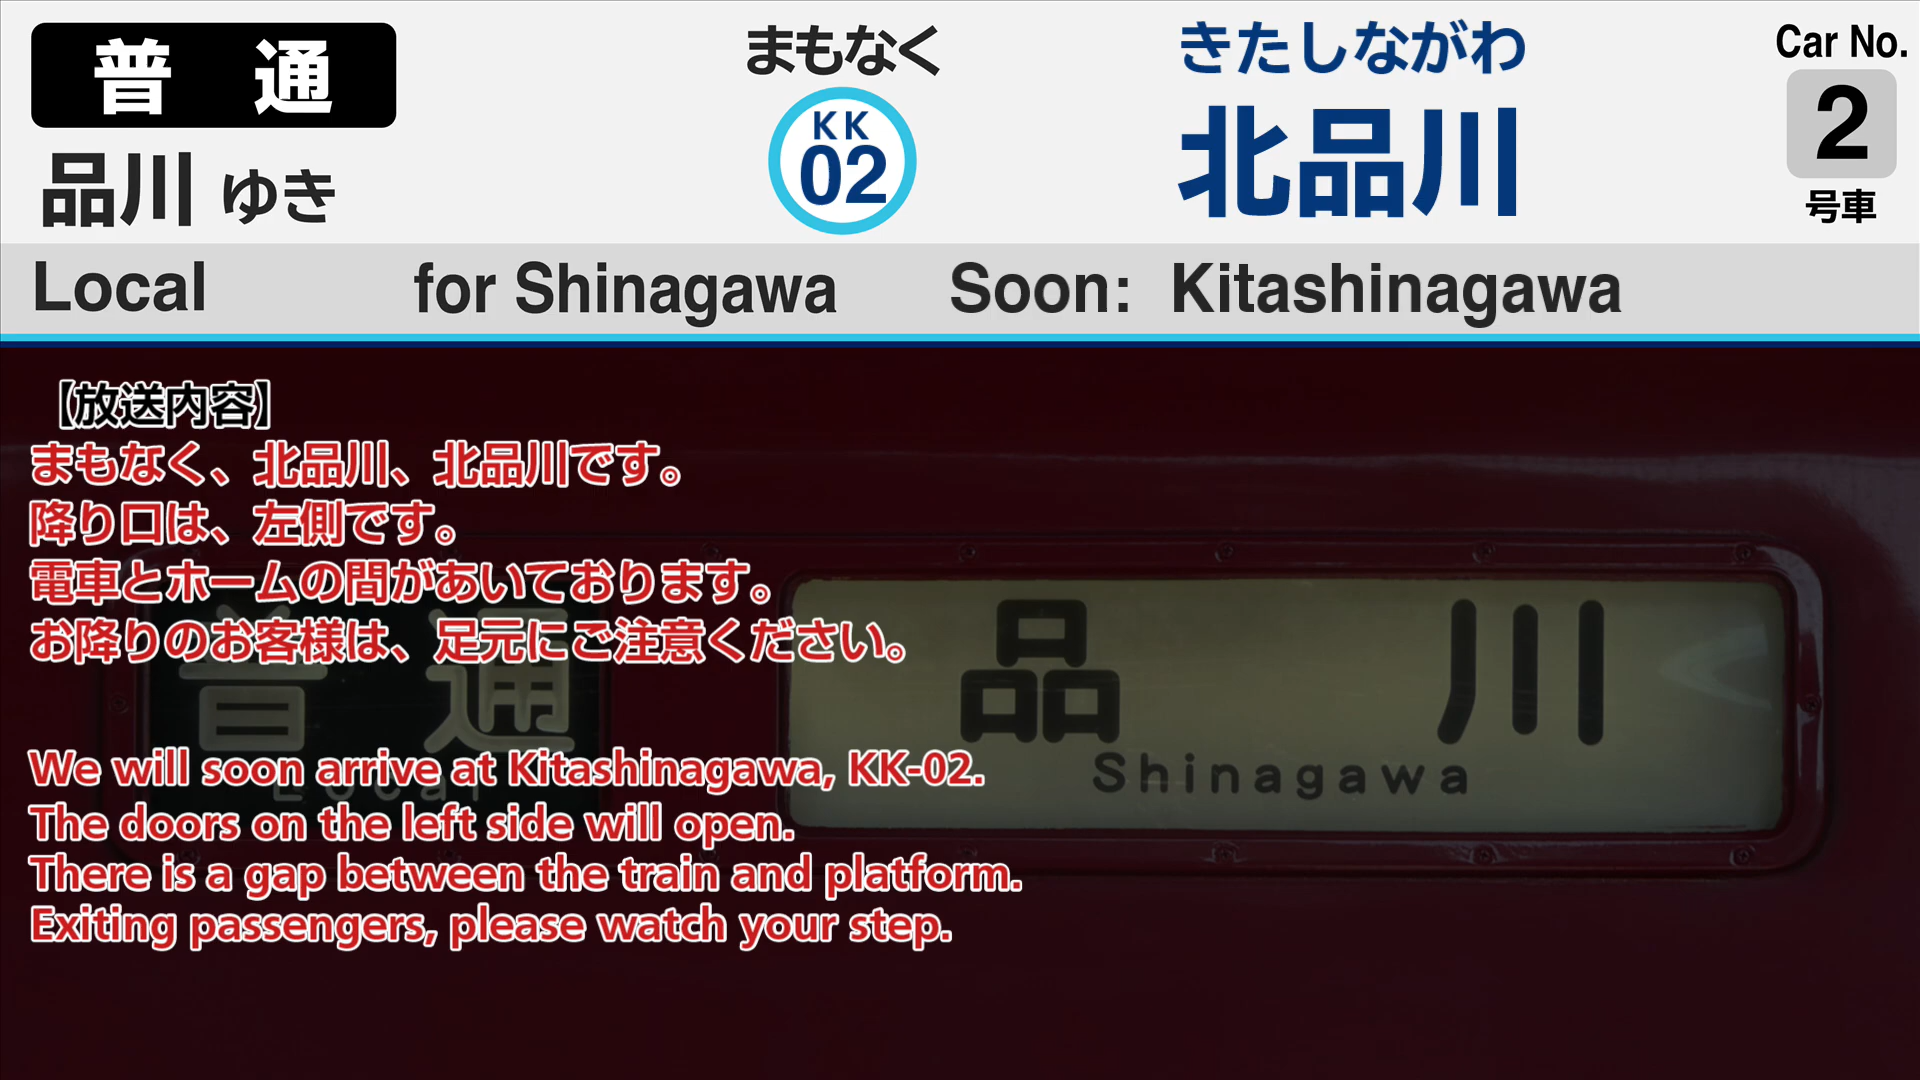 普 通
品川 ゆき
まもなく
KK
02
きたしながわ
北品川
Car No.
2
号車
Local for Shinagawa Soon: Kitashinagawa
【放送内容】
まもなく、北品川、北品川です。
降り口は、左側です。
電車とホームの間があいております。
お降りのお客様は、足元にご注意ください。
普 通
Local
品 川
Shinagawa
We will soon arrive at Kitashinagawa, KK-02.
The doors on the left side will open.
There is a gap between the train and platform.
Exiting passengers, please watch your step.